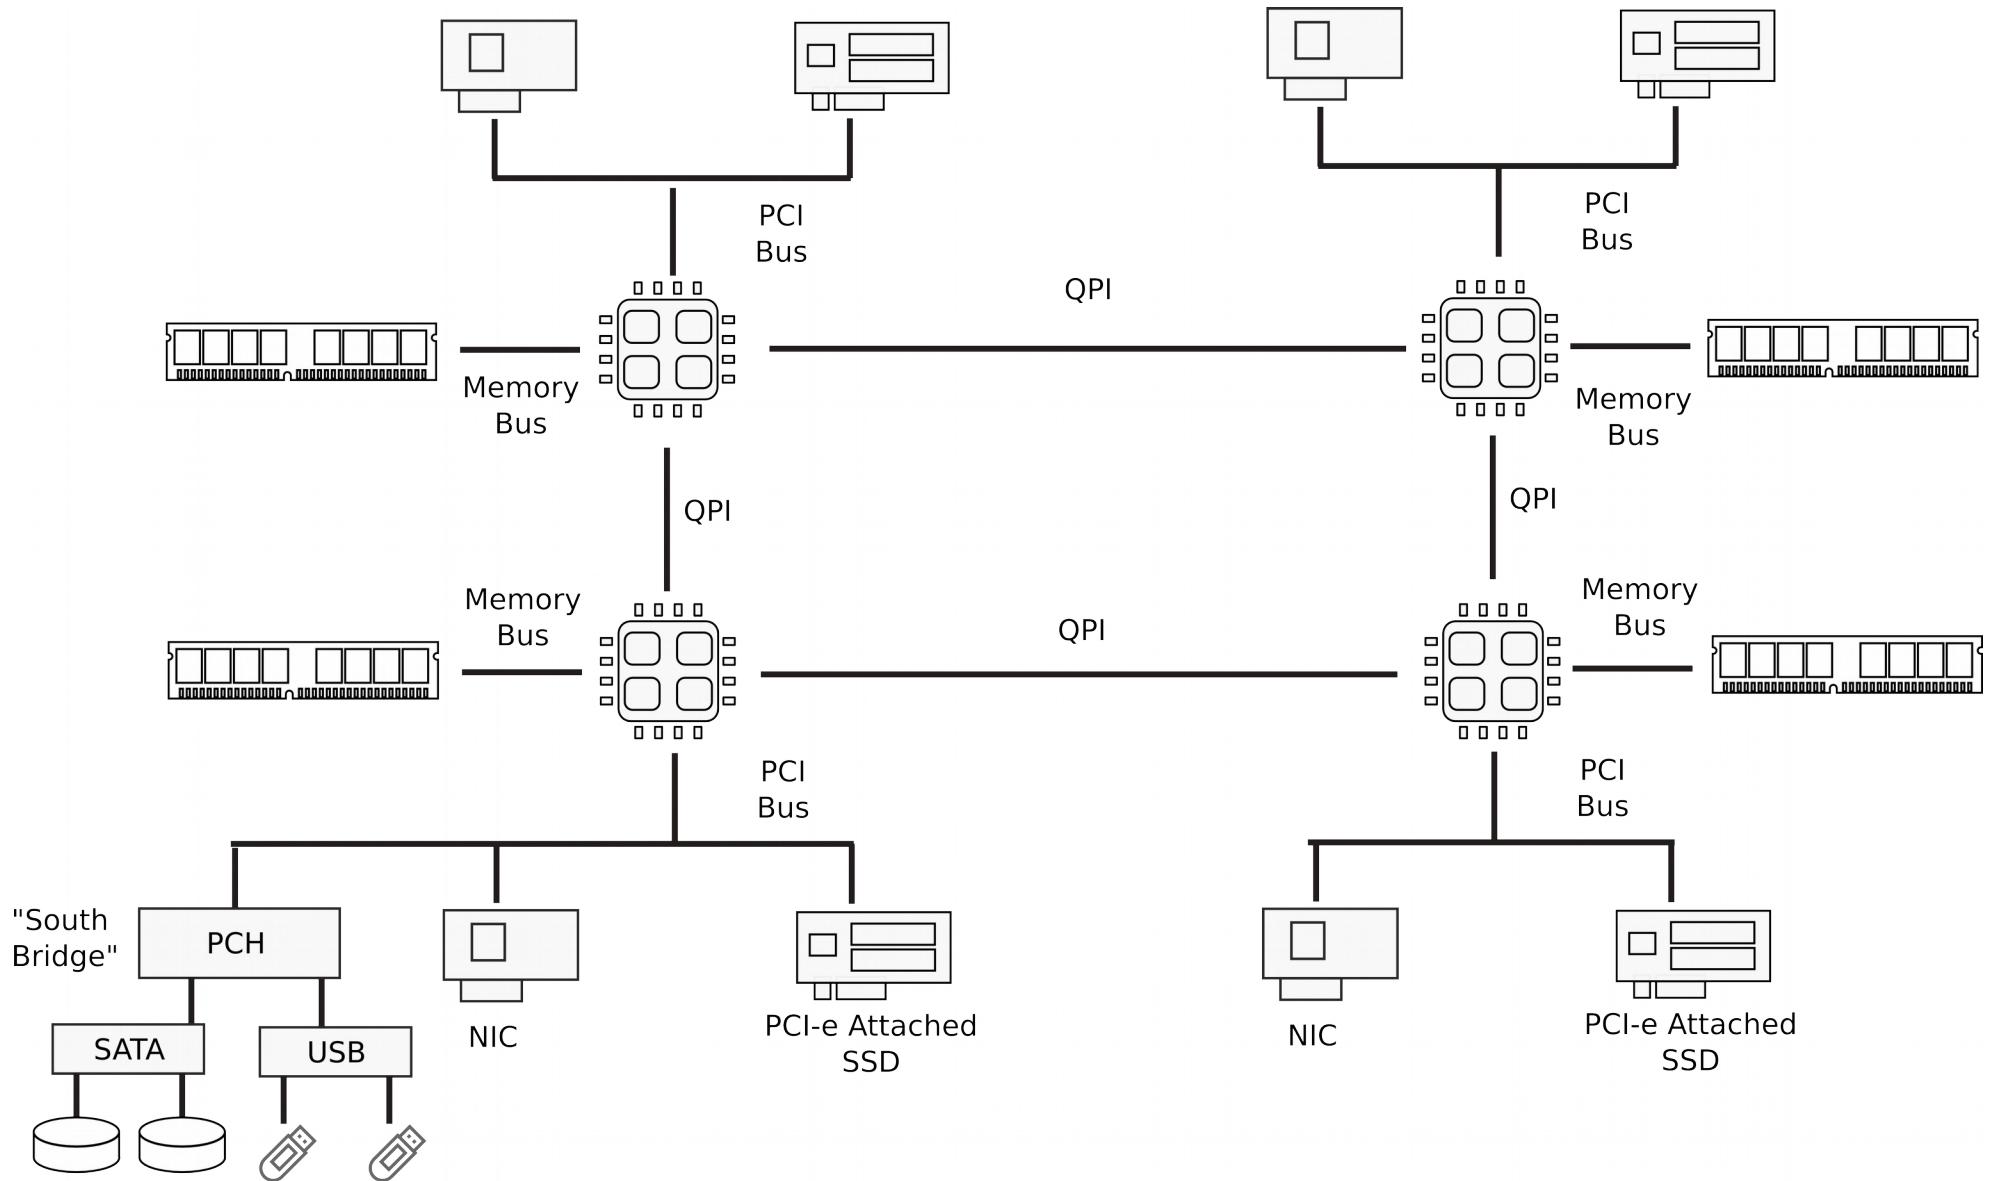 PCI
Bus
PCI
Bus
QPI
Memory
Bus
Memory
Bus
QPI
QPI
Memory
Bus
Memory
Bus
QPI
PCI
Bus
PCI
Bus
"South
Bridge"
PCH
SATA
USB
NIC
PCI-e Attached
SSD
NIC
PCI-e Attached
SSD